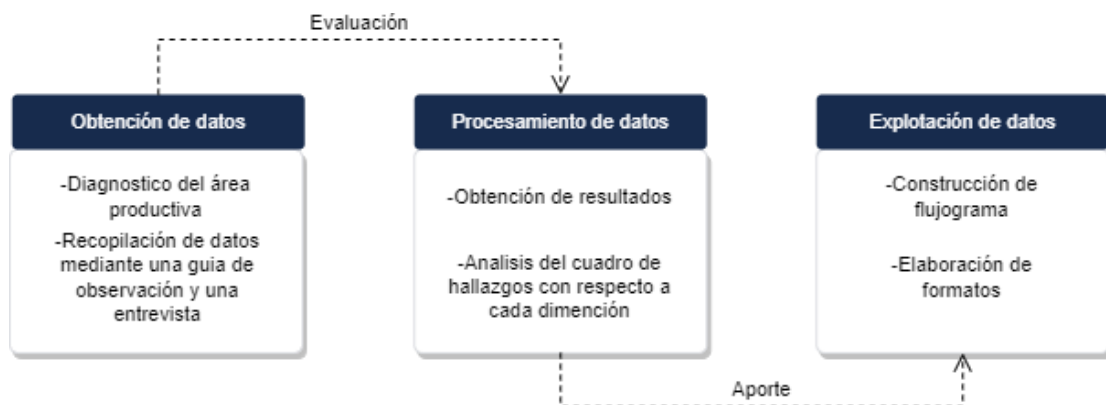 Evaluación
Obtención de datos
-Diagnostico del área
productiva
-Recopilación de datos
mediante una guia de
observación y una
entrevista
Procesamiento de datos
-Obtención de resultados
-Analisis del cuadro de
hallazgos con respecto a
cada dimención
Explotación de datos
-Construcción de
flujograma
-Elaboración de
formatos
Aporte